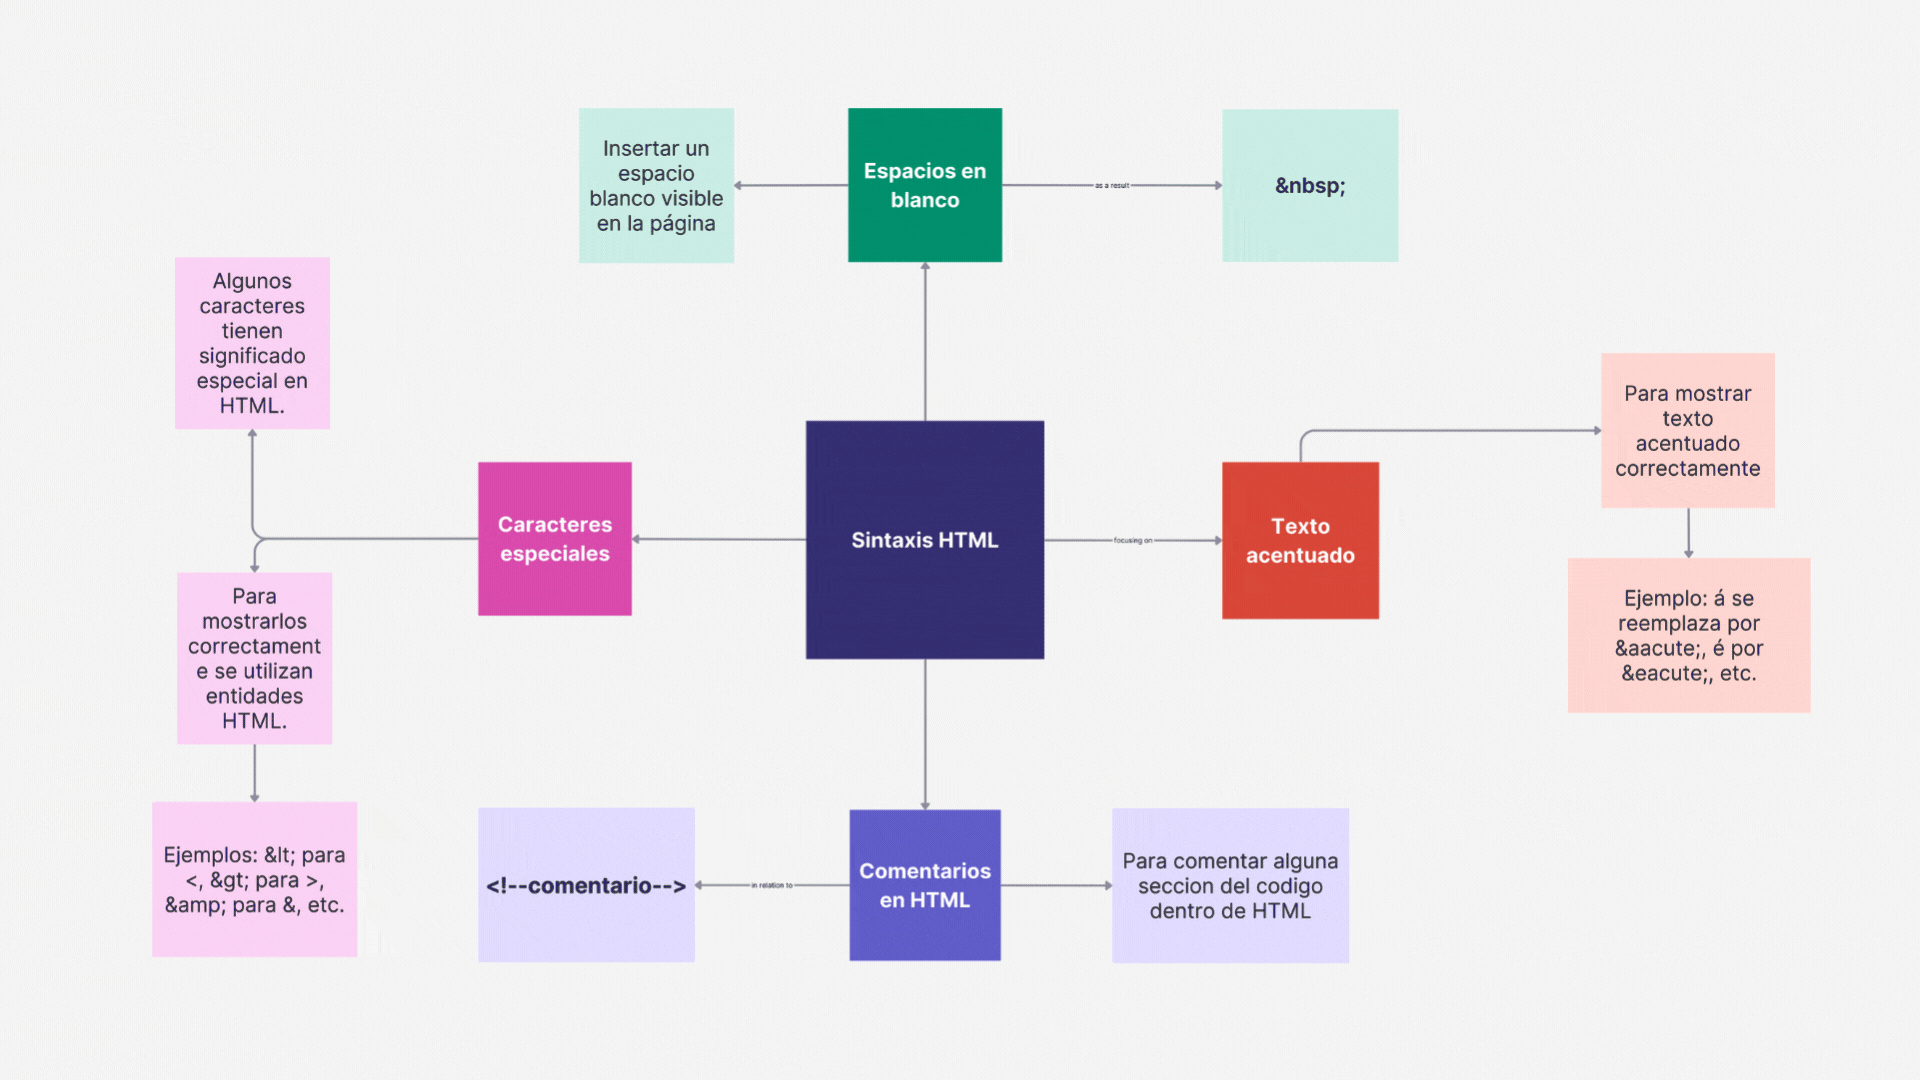 Insertar un
espacio
blanco visible
en la página
Espacios en
blanco
as a result
&nbsp;
Algunos
caracteres
tienen
significado
especial en
HTML.
Para mostrar
texto
acentuado
correctamente
Caracteres
especiales
Sintaxis HTML
focusing on
Texto
acentuado
Para
mostrarlos
correctament
e se utilizan
entidades
HTML.
Ejemplo: á se
reemplaza por
&aacute;, é por
&eacute;, etc.
Ejemplos: &lt; para
<, &gt; para >,
&amp; para &, etc.
<!--comentario-->
in relation to
Comentarios
en HTML
Para comentar alguna
seccion del codigo
dentro de HTML